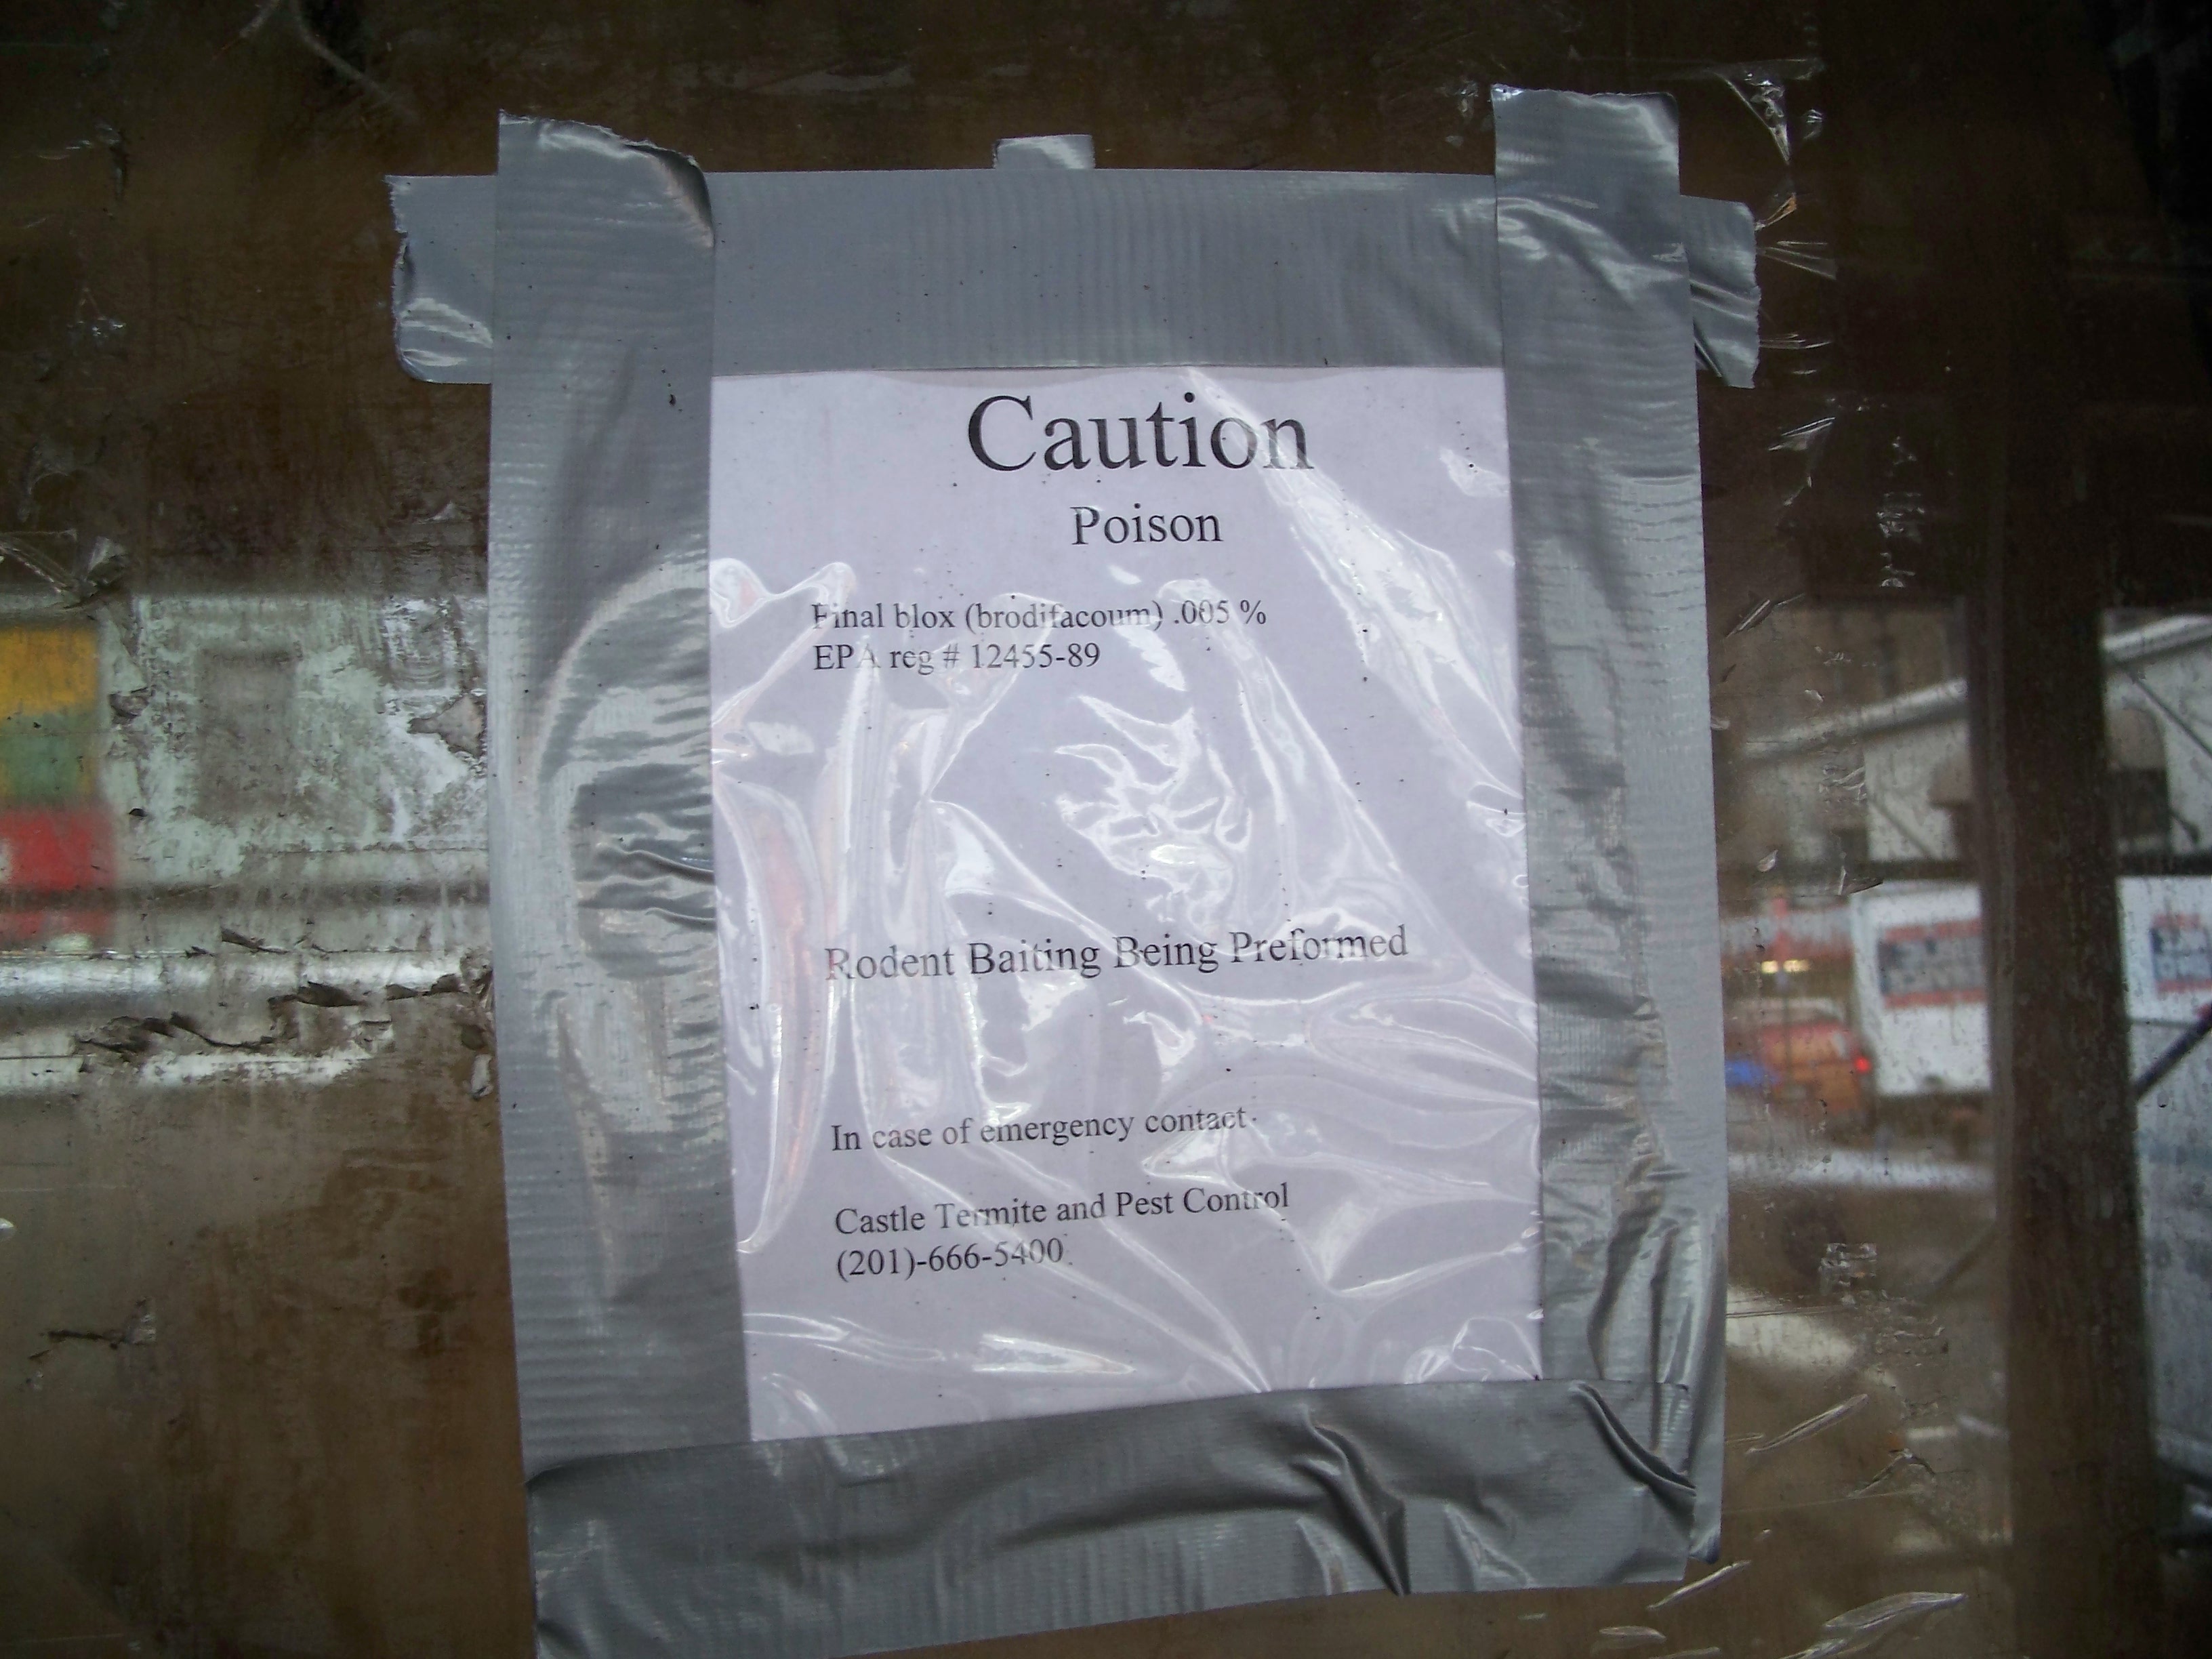 Caution
Poison
Final blox (brodifacoum) .005 %
EPA reg # 12455-89
Rodent Baiting Being Preformed
In case of emergency contact
Castle Termite and Pest Control
(201)-666-5400